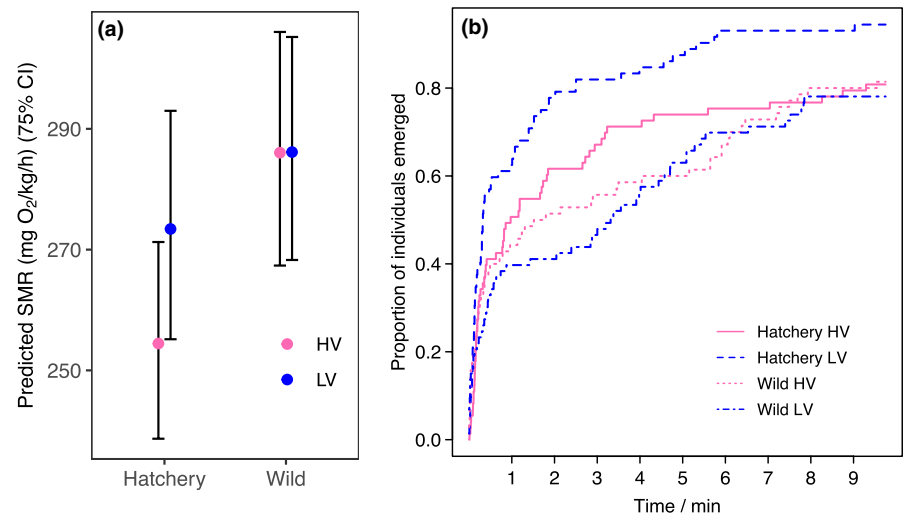 (a)
Predicted SMR (mg O₂/kg/h) (75% CI)
290
270
250
HV
LV
Hatchery Wild
(b)
Proportion of individuals emerged
0.8
0.6
0.4
0.2
0.0
Hatchery HV
Hatchery LV
Wild HV
Wild LV
1 2 3 4 5 6 7 8 9
Time / min